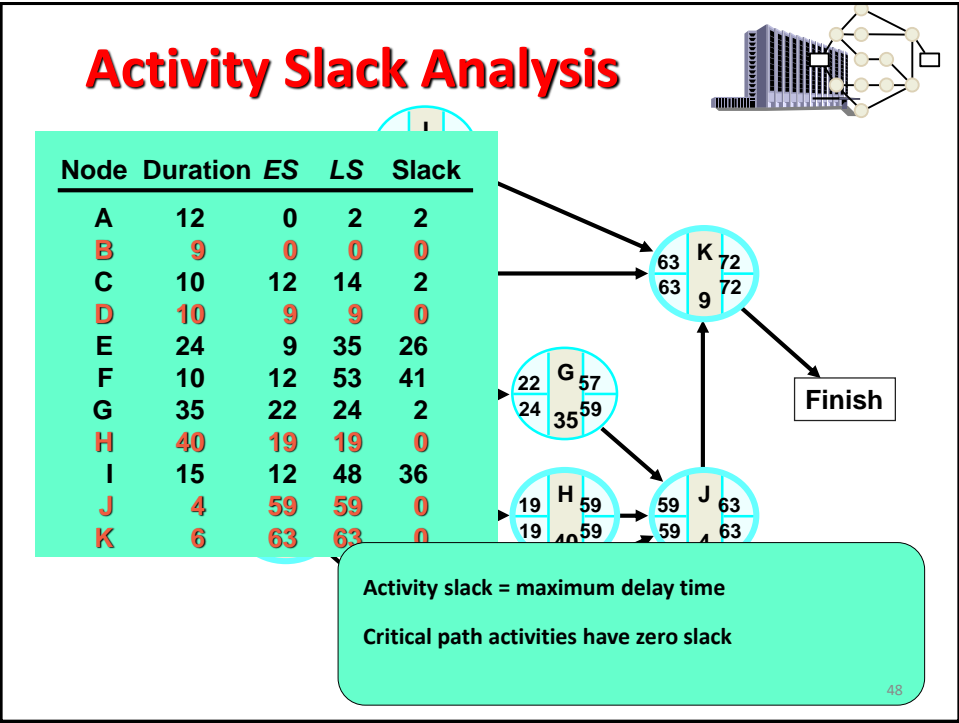 Activity Slack Analysis
Node Duration ES LS Slack
A 12 0 2 2
B 9 0 0 0
C 10 12 14 2
D 10 9 9 0
E 24 9 35 26
F 10 12 53 41
G 35 22 24 2
H 40 19 19 0
I 15 12 48 36
J 4 59 59 0
K 6 63 63 0
63 K 72
63 9 72
Finish
22 G 57
24 35 59
19 H 59
19 40 59
59 J 63
59 4 63
Activity slack = maximum delay time
Critical path activities have zero slack
48